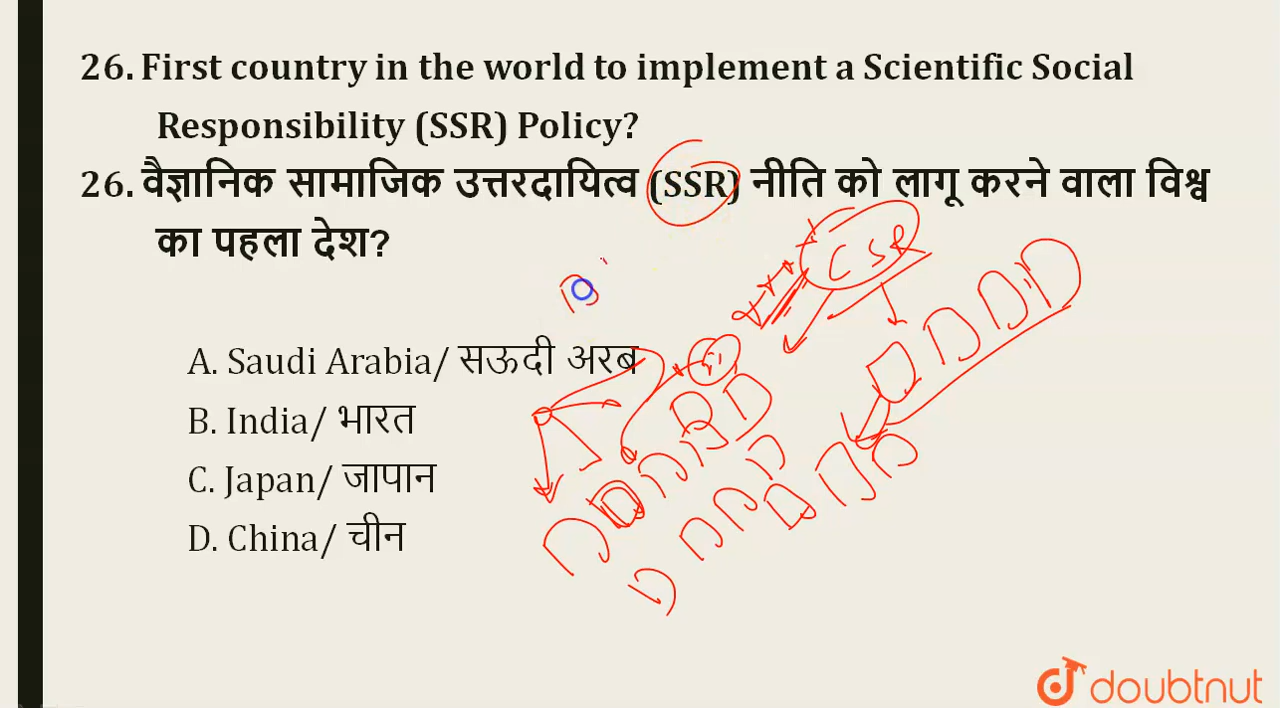 26. First country in the world to implement a Scientific Social
Responsibility (SSR) Policy?
26. वैज्ञानिक सामाजिक उत्तरदायित्व (SSR) नीति को लागू करने वाला विश्व
का पहला देश?
CSR
A. Saudi Arabia/ सऊदी अरब
B. India/ भारत
C. Japan/ जापान
D. China/ चीन
doubtnut